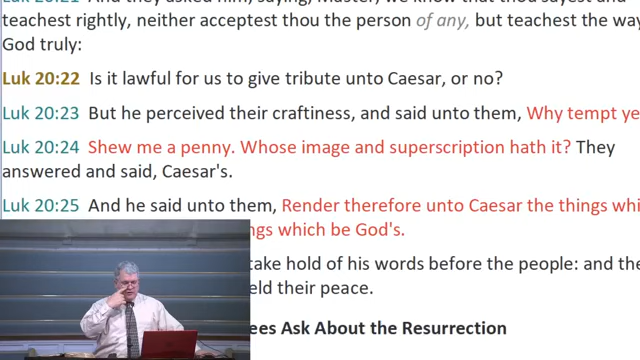 Luk 20:21 And they asked him, saying, Master, we know that thou sayest and
teachest rightly, neither acceptest thou the person of any, but teachest the way
God truly:
Luk 20:22 Is it lawful for us to give tribute unto Caesar, or no?
Luk 20:23 But he perceived their craftiness, and said unto them, Why tempt ye
Luk 20:24 Shew me a penny. Whose image and superscription hath it? They
answered and said, Caesar's.
Luk 20:25 And he said unto them, Render therefore unto Caesar the things whi
ngs which be God's.
take hold of his words before the people: and the
eld their peace.
ees Ask About the Resurrection